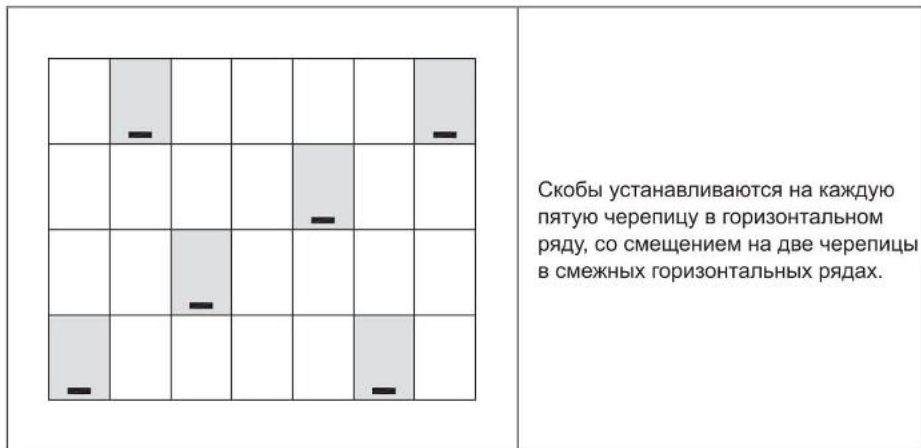 Скобы устанавливаются на каждую
пятую черепицу в горизонтальном
ряду, со смещением на две черепицы
в смежных горизонтальных рядах.